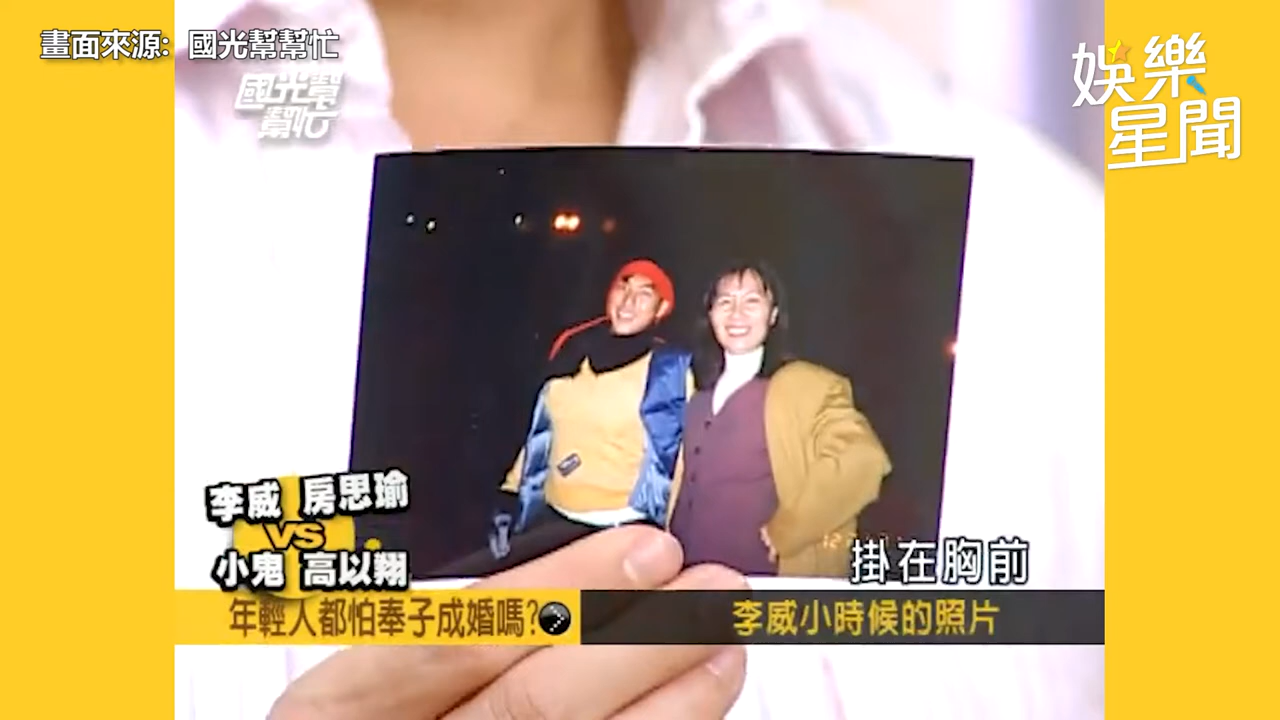 畫面來源: 國光幫幫忙
國光幫
幫忙
娛樂
星聞
李威 房思瑜
VS
小鬼 高以翔
掛在胸前
年輕人都怕奉子成婚嗎?
李威小時候的照片